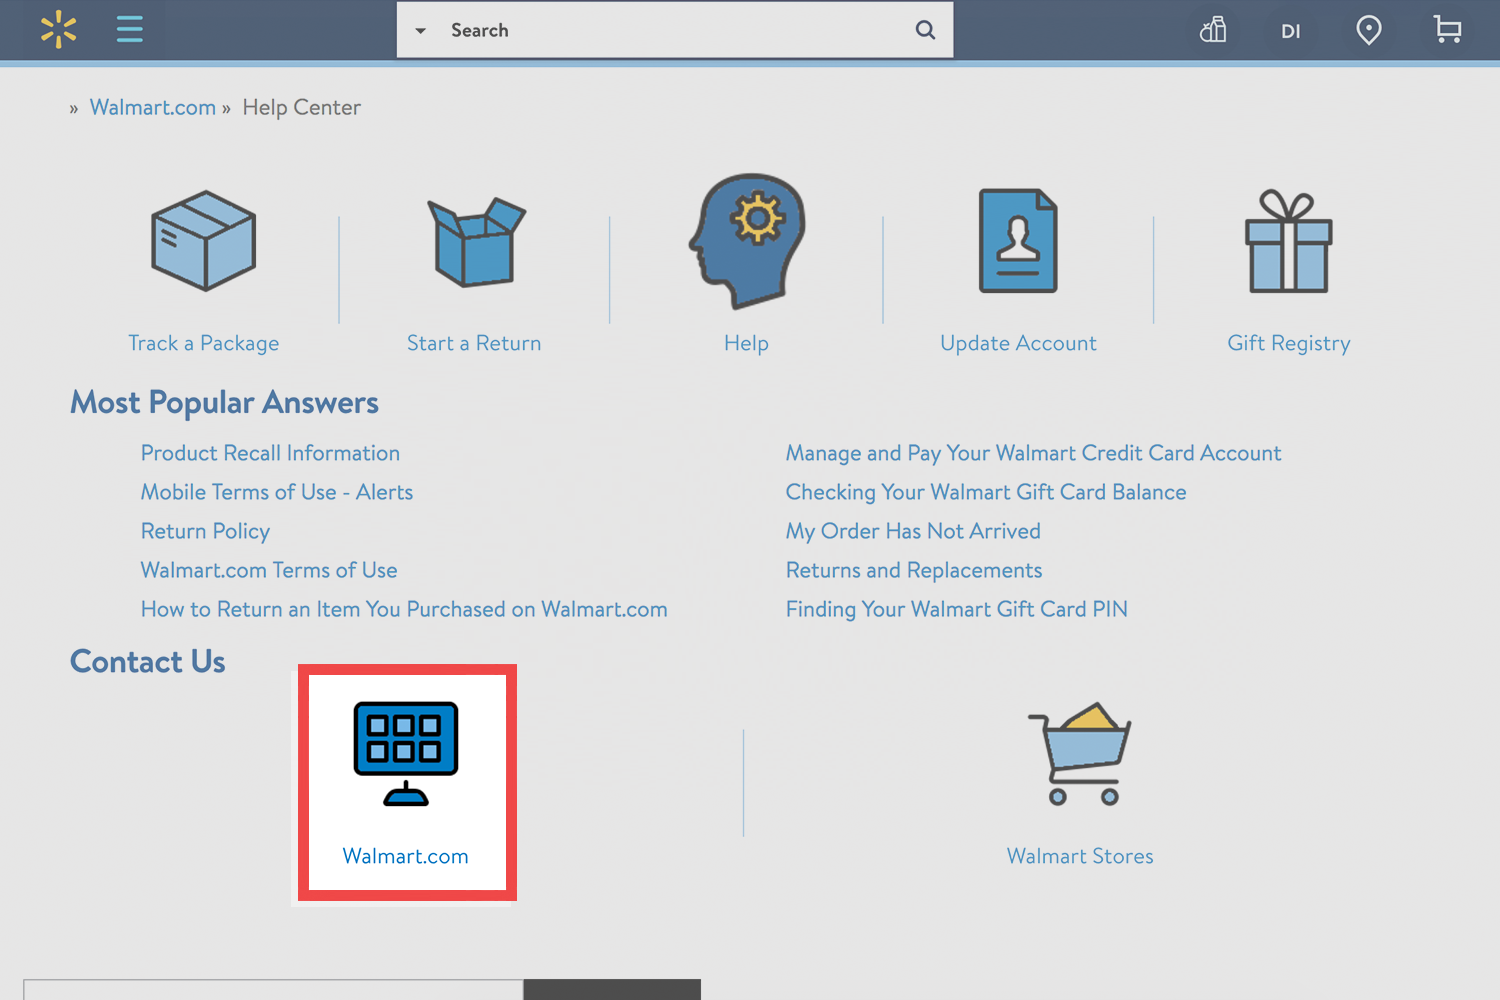 Search
DI
» Walmart.com » Help Center
Track a Package
Start a Return
Help
Update Account
Gift Registry
Most Popular Answers
Product Recall Information
Mobile Terms of Use - Alerts
Return Policy
Walmart.com Terms of Use
How to Return an Item You Purchased on Walmart.com
Manage and Pay Your Walmart Credit Card Account
Checking Your Walmart Gift Card Balance
My Order Has Not Arrived
Returns and Replacements
Finding Your Walmart Gift Card PIN
Contact Us
Walmart.com
Walmart Stores